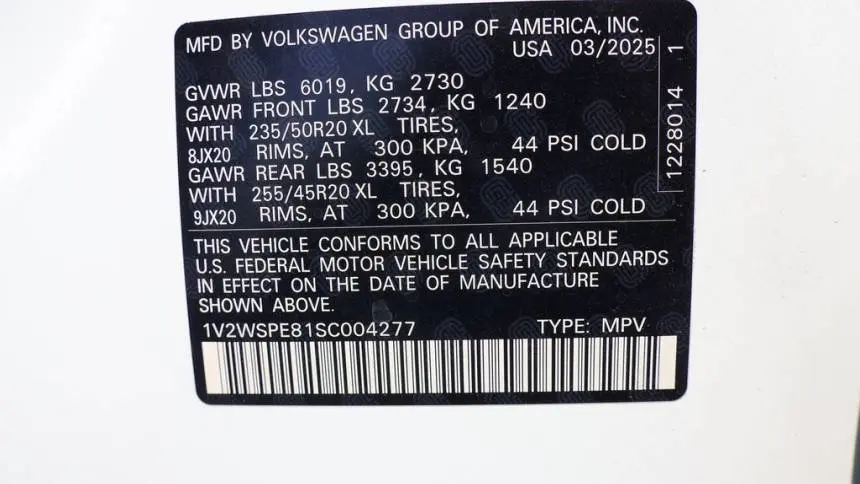 MFD BY VOLKSWAGEN GROUP OF AMERICA, INC.
USA 03/2025
GVWR LBS 6019, KG 2730
GAWR FRONT LBS 2734, KG 1240
WITH 235/50R20 XL TIRES,
8JX20 RIMS, AT 300 KPA, 44 PSI COLD
GAWR REAR LBS 3395, KG 1540
WITH 255/45R20 XL TIRES,
9JX20 RIMS, AT 300 KPA, 44 PSI COLD
1228014 1
THIS VEHICLE CONFORMS TO ALL APPLICABLE
U.S. FEDERAL MOTOR VEHICLE SAFETY STANDARDS
IN EFFECT ON THE DATE OF MANUFACTURE
SHOWN ABOVE.
1V2WSPE81SC004277 TYPE: MPV